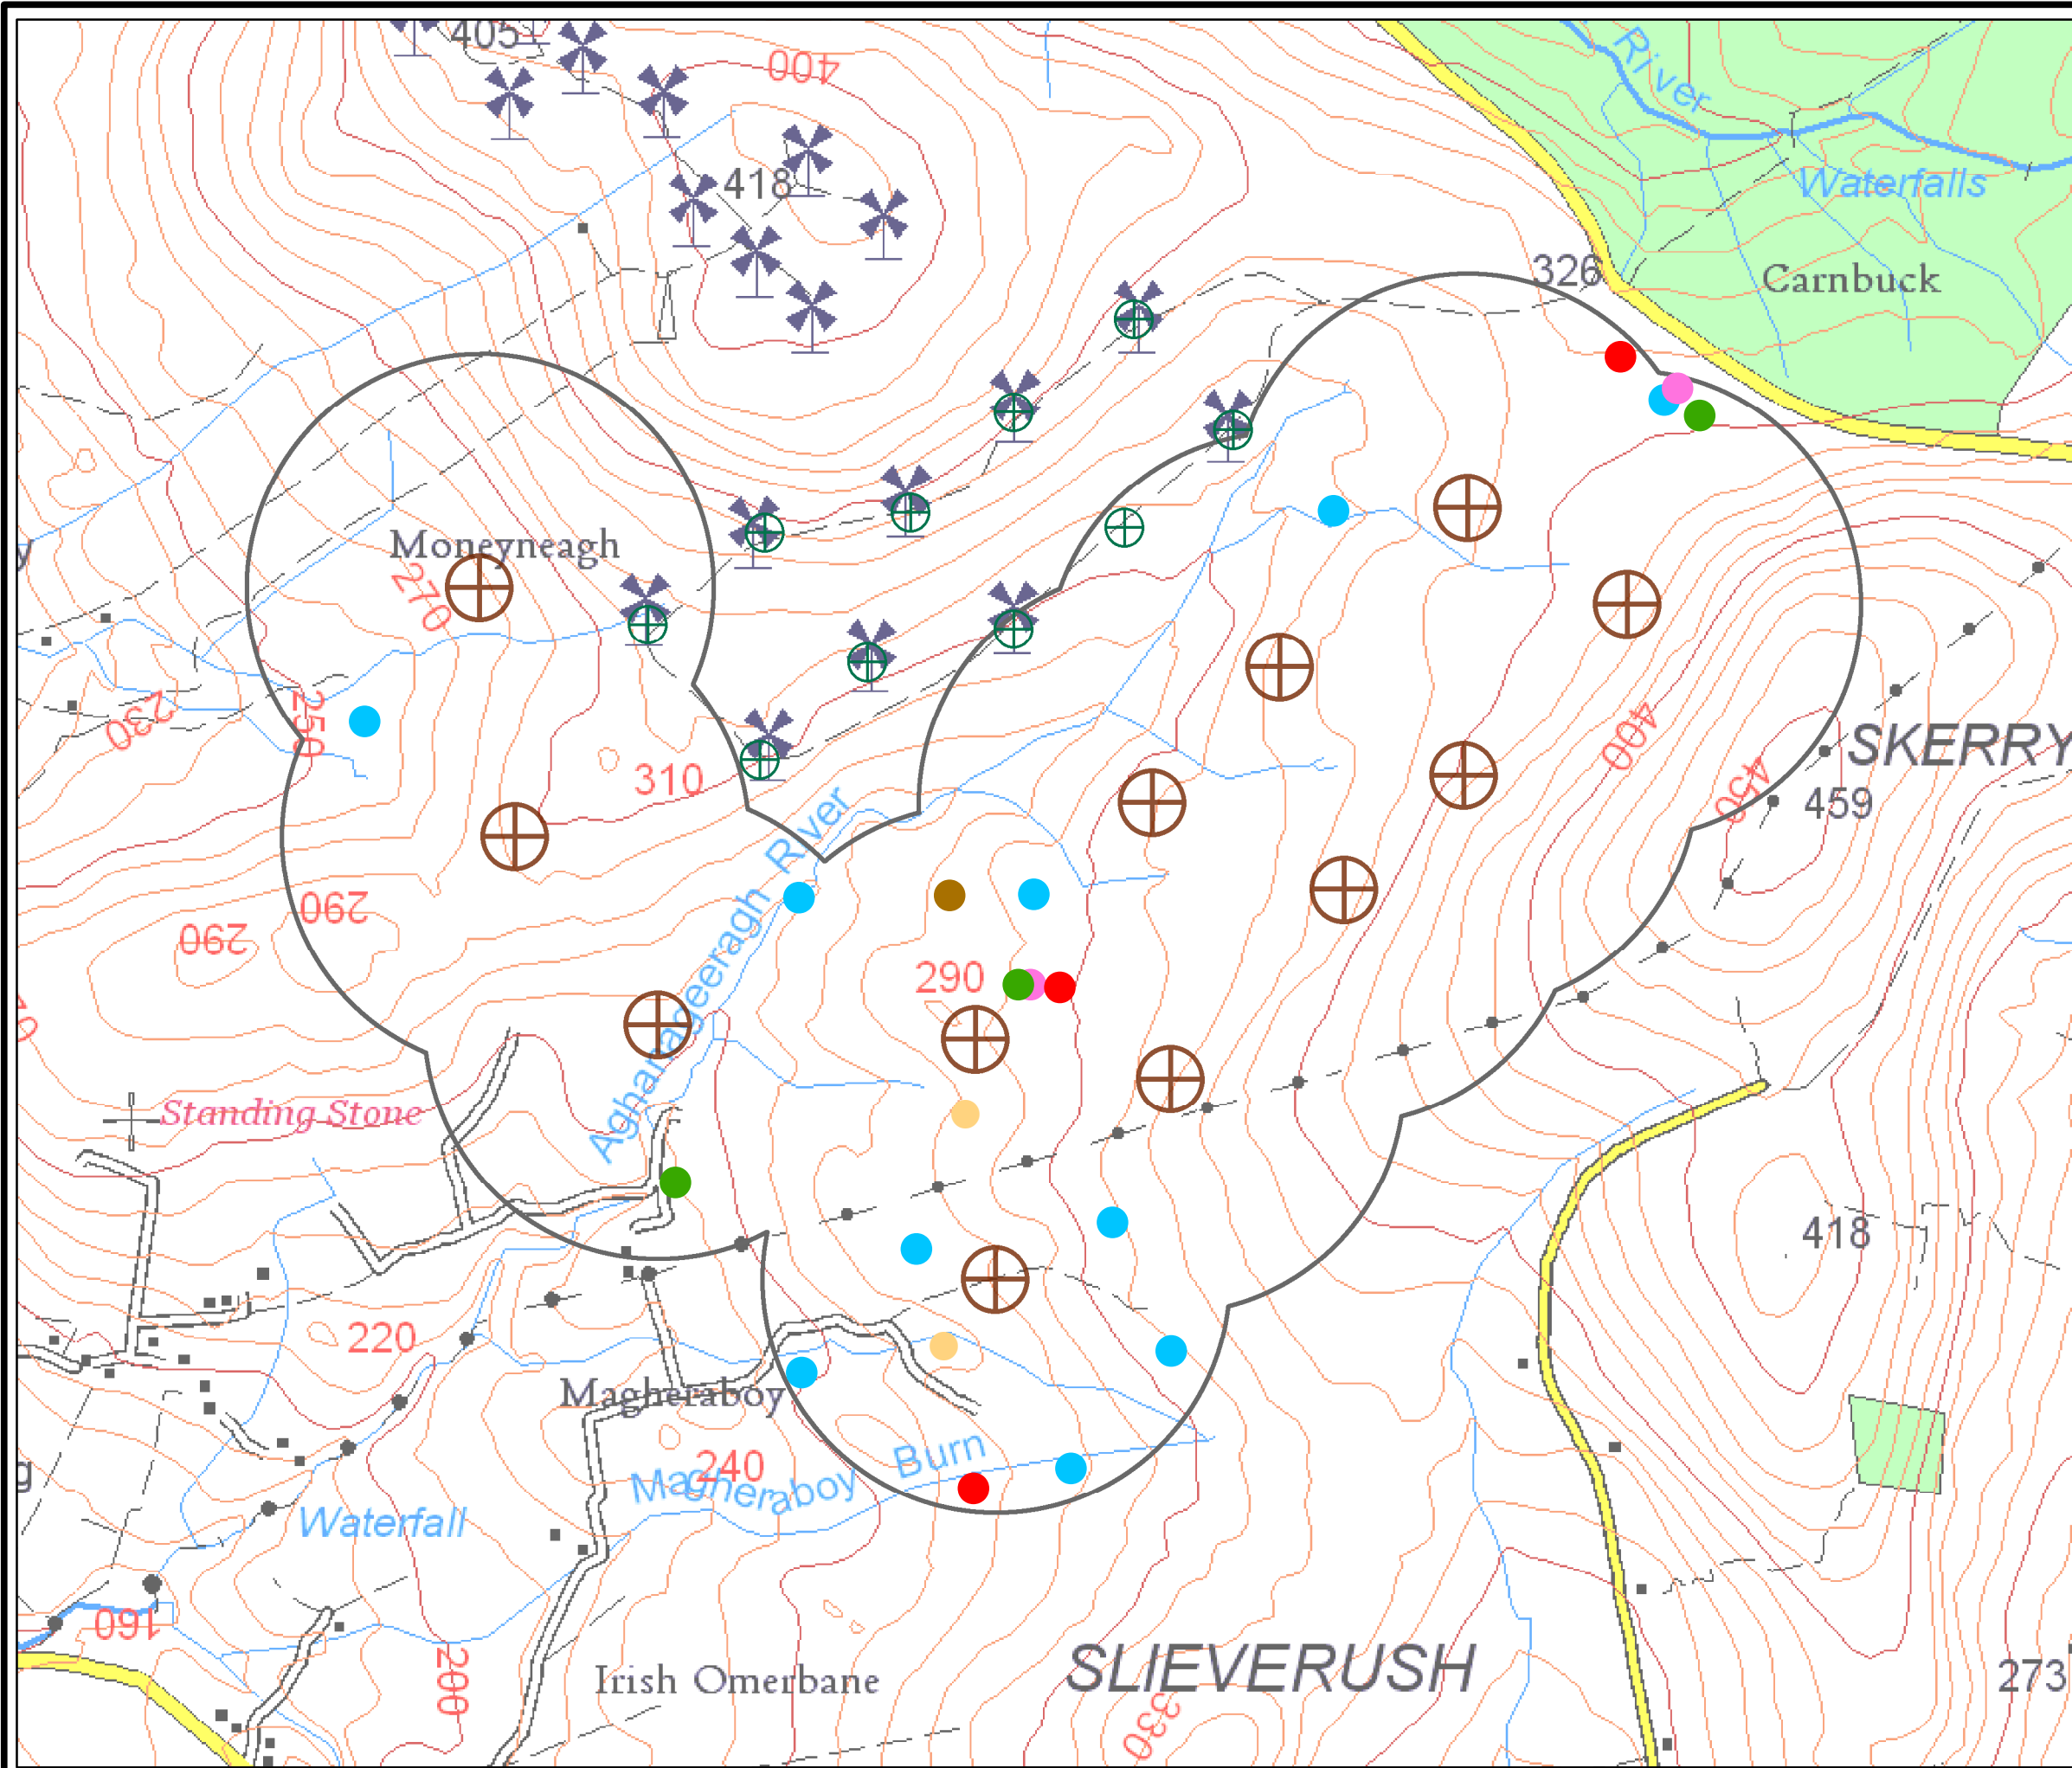 405
400
River
418
Waterfalls
326
Carnbuck
Moneyneagh
270
y
250
230
310
SKERRY
400
450
459
Aghanageeragh River
290
290
290
Standing Stone
418
220
Magheraboy
240
Magheraboy Burn
g
Waterfall
160
200
Irish Omerbane
SLIEVERUSH
273
330